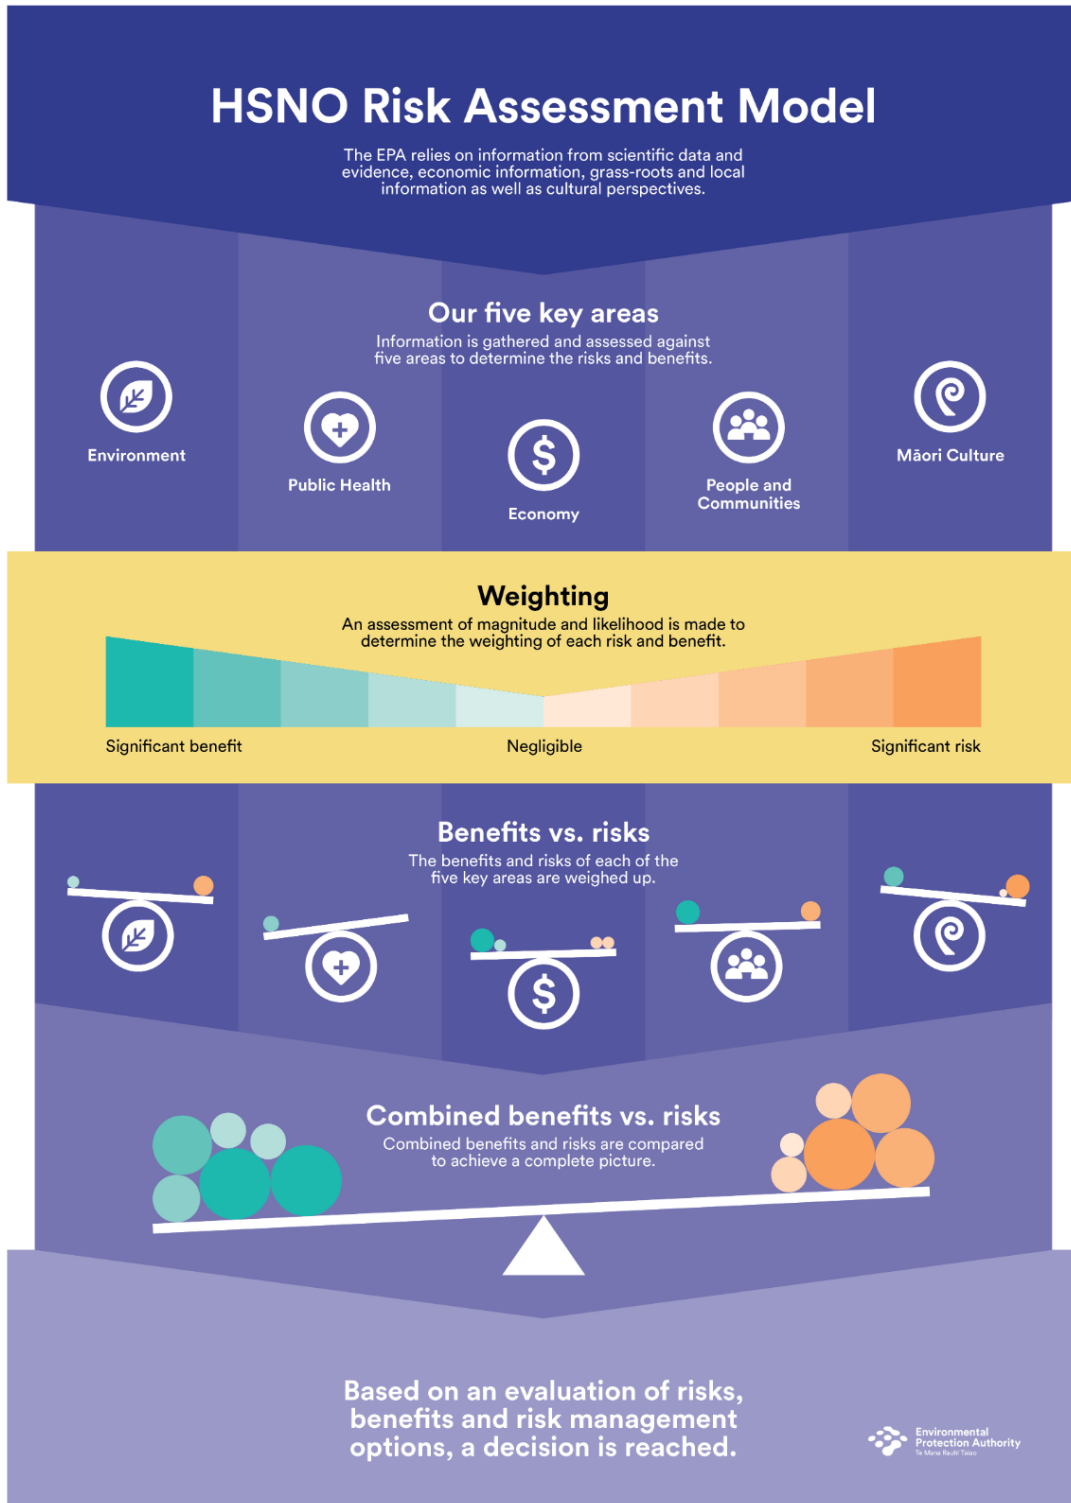 HSNO Risk Assessment Model
The EPA relies on information from scientific data and
evidence, economic information, grass-roots and local
information as well as cultural perspectives.
Our five key areas
Information is gathered and assessed against
five areas to determine the risks and benefits.
Environment
Public Health
$
Economy
People and
Communities
Māori Culture
Weighting
An assessment of magnitude and likelihood is made to
determine the weighting of each risk and benefit.
Significant benefit
Negligible
Significant risk
Benefits vs. risks
The benefits and risks of each of the
five key areas are weighed up.
$
Combined benefits vs. risks
Combined benefits and risks are compared
to achieve a complete picture.
Based on an evaluation of risks,
benefits and risk management
options, a decision is reached.
Environmental
Protection Authority
Te Mana Rauhī Taiao